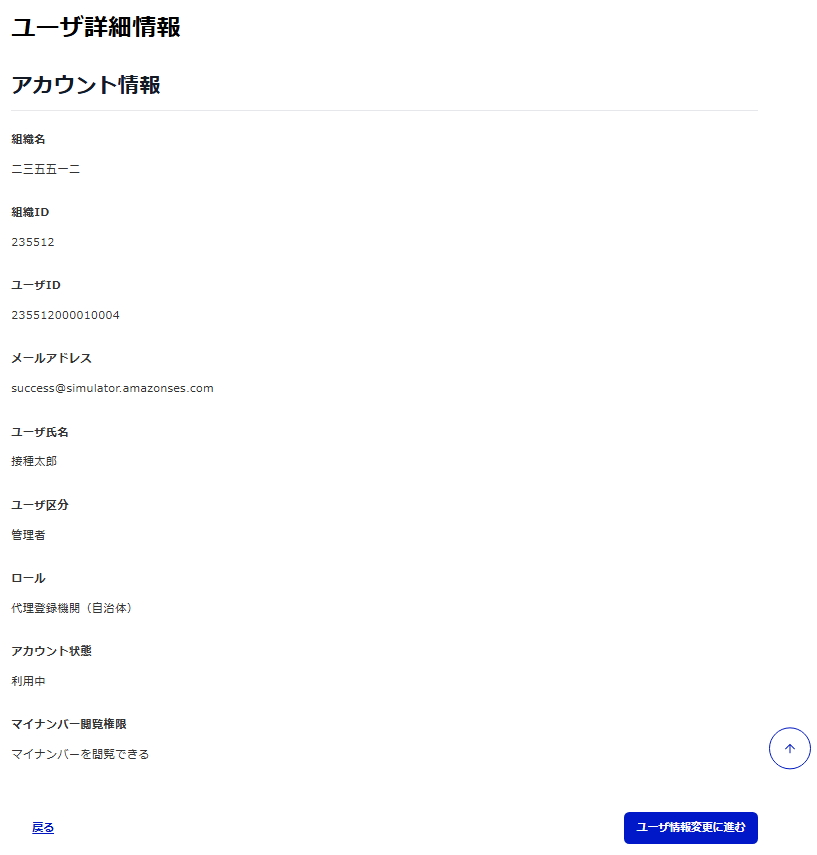 ユーザ詳細情報
アカウント情報
組織名
二三五五一二
組織ID
235512
ユーザID
235512000010004
メールアドレス
success@simulator.amazonses.com
ユーザ氏名
接種太郎
ユーザ区分
管理者
ロール
代理登録機関（自治体）
アカウント状態
利用中
マイナンバー閲覧権限
マイナンバーを閲覧できる
戻る
ユーザ情報変更に進む